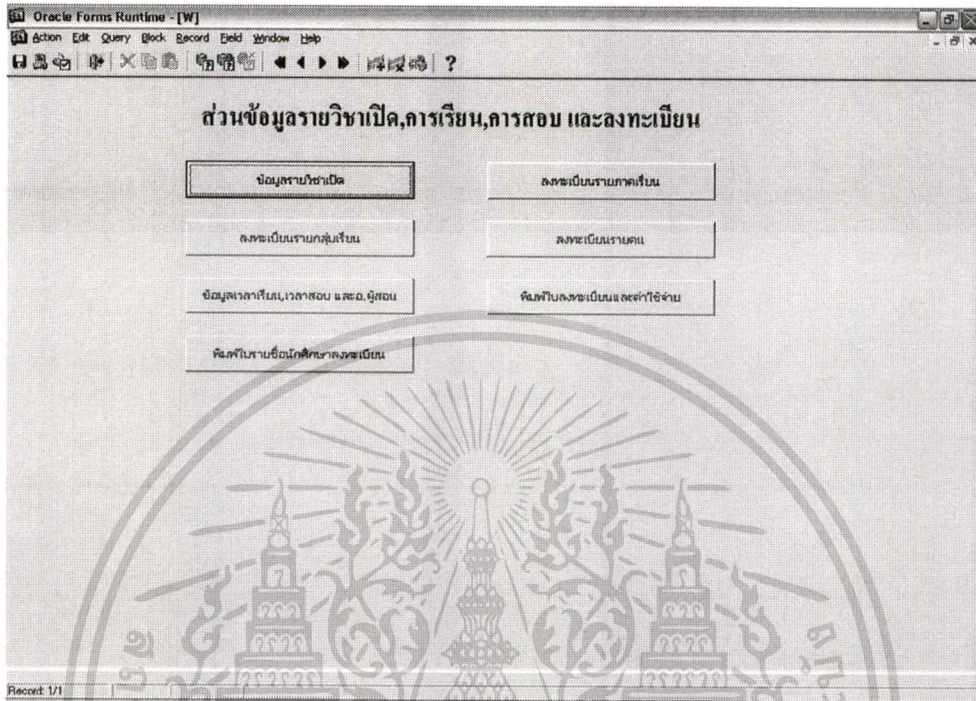 Oracle Forms Runtime - [W]
Action Edit Query Block Record Field Window Help
ส่วนข้อมูลรายวิชาเปิด,การเรียน,การสอบ และลงทะเบียน
ข้อมูลรายวิชาเปิด
ลงทะเบียนรายภาคเรียน
ลงทะเบียนรายกลุ่มเรียน
ลงทะเบียนรายคน
ข้อมูลเวลาเรียน,เวลาสอบ และอ.ผู้สอน
พิมพ์ใบลงทะเบียนและค่าใช้จ่าย
พิมพ์ใบรายชื่อนักศึกษาลงทะเบียน
Record: 1/1